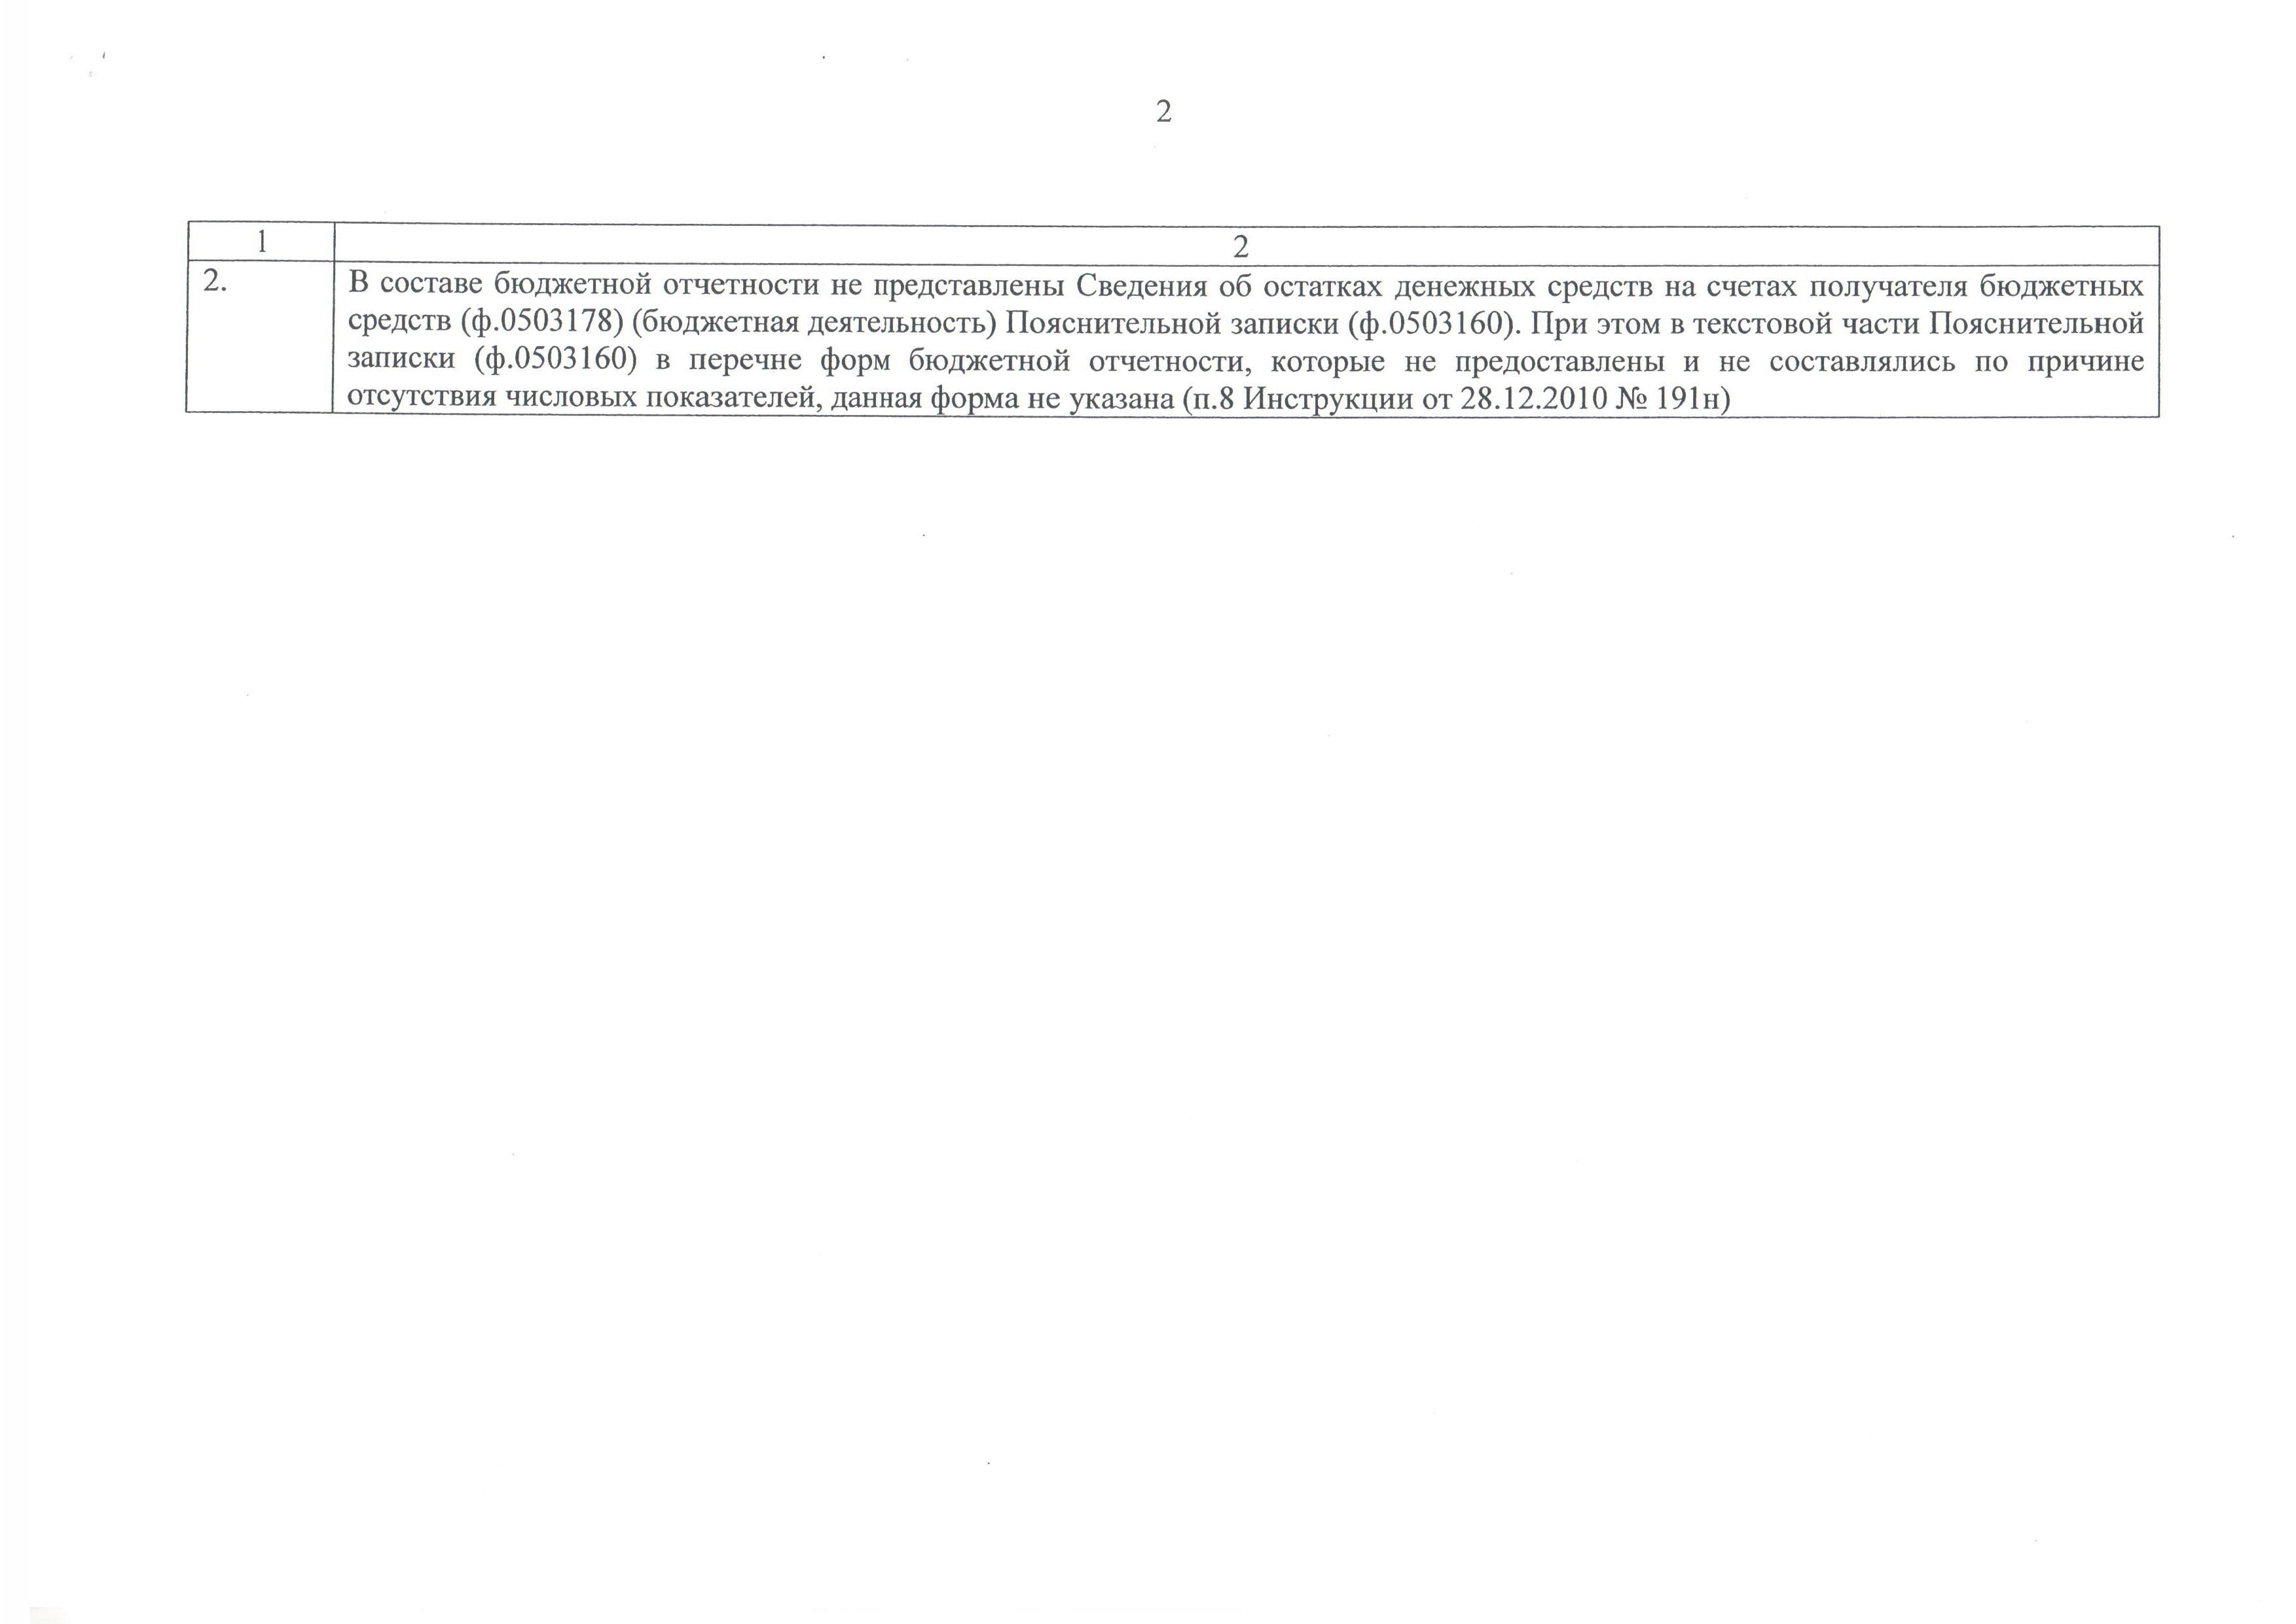 2
1 2
2. В составе бюджетной отчетности не представлены Сведения об остатках денежных средств на счетах получателя бюджетных
средств (ф.0503178) (бюджетная деятельность) Пояснительной записки (ф.0503160). При этом в текстовой части Пояснительной
записки (ф.0503160) в перечне форм бюджетной отчетности, которые не предоставлены и не составлялись по причине
отсутствия числовых показателей, данная форма не указана (п.8 Инструкции от 28.12.2010 № 191н)